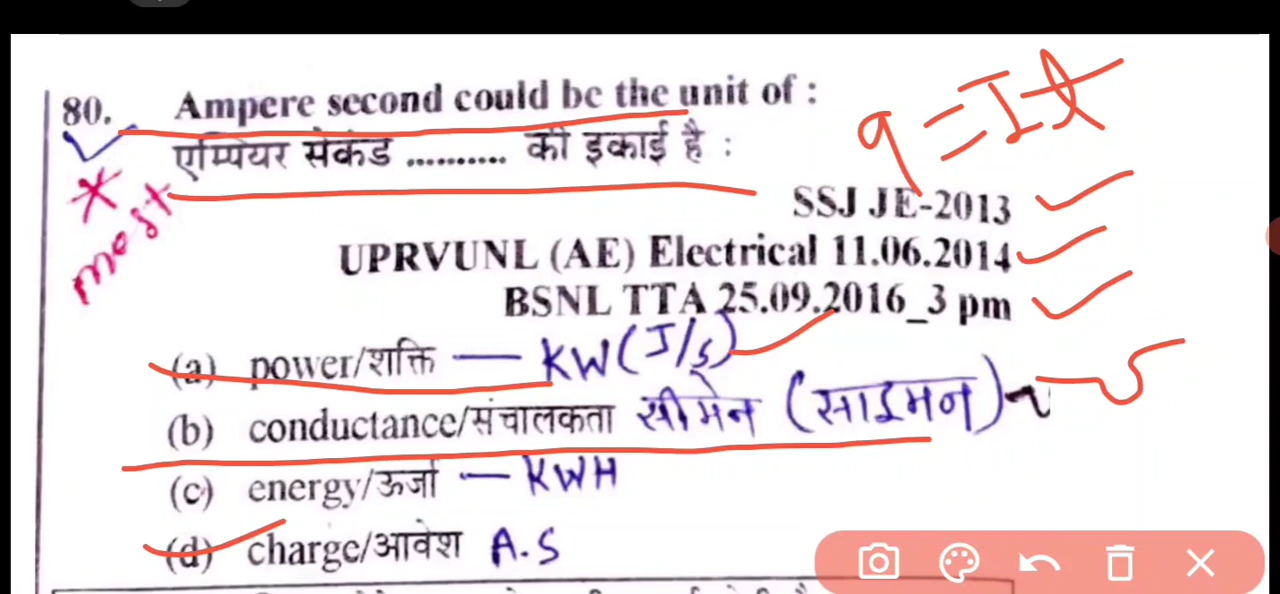 80. Ampere second could be the unit of :
एम्पियर सेकेंड .......... की इकाई है :
q = It
most
SSJ JE-2013
UPRVUNL (AE) Electrical 11.06.2014
BSNL TTA 25.09.2016_3 pm
(a) power/शक्ति — KW (J/s)
(b) conductance/संचालकता सीमेन (साइमन) S
(c) energy/ऊर्जा — KWH
(d) charge/आवेश A.S